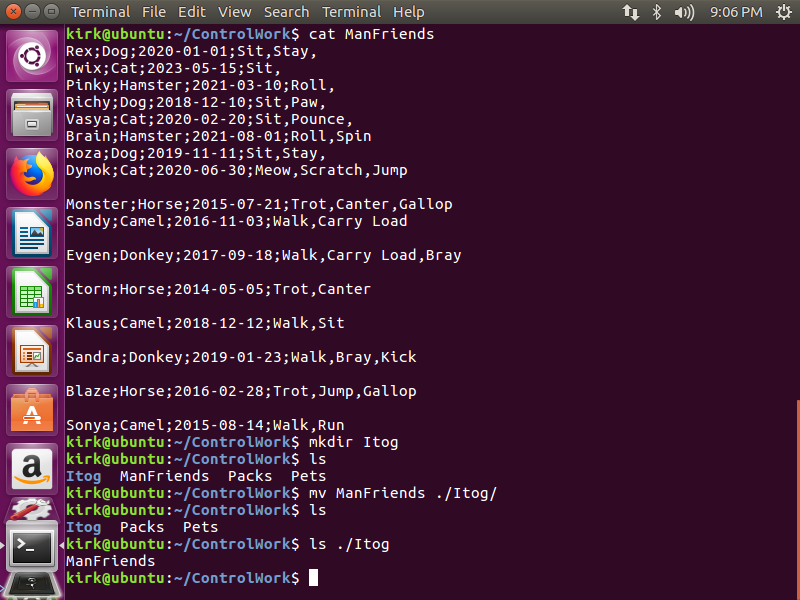 Terminal File Edit View Search Terminal Help 9:06 PM
kirk@ubuntu:~/ControlWork$ cat ManFriends
Rex;Dog;2020-01-01;Sit,Stay,
Twix;Cat;2023-05-15;Sit,
Pinky;Hamster;2021-03-10;Roll,
Richy;Dog;2018-12-10;Sit,Paw,
Vasya;Cat;2020-02-20;Sit,Pounce,
Brain;Hamster;2021-08-01;Roll,Spin
Roza;Dog;2019-11-11;Sit,Stay,
Dymok;Cat;2020-06-30;Meow,Scratch,Jump
Monster;Horse;2015-07-21;Trot,Canter,Gallop
Sandy;Camel;2016-11-03;Walk,Carry Load
Evgen;Donkey;2017-09-18;Walk,Carry Load,Bray
Storm;Horse;2014-05-05;Trot,Canter
Klaus;Camel;2018-12-12;Walk,Sit
Sandra;Donkey;2019-01-23;Walk,Bray,Kick
Blaze;Horse;2016-02-28;Trot,Jump,Gallop
Sonya;Camel;2015-08-14;Walk,Run
kirk@ubuntu:~/ControlWork$ mkdir Itog
kirk@ubuntu:~/ControlWork$ ls
Itog ManFriends Packs Pets
kirk@ubuntu:~/ControlWork$ mv ManFriends ./Itog/
kirk@ubuntu:~/ControlWork$ ls
Itog Packs Pets
kirk@ubuntu:~/ControlWork$ ls ./Itog
ManFriends
kirk@ubuntu:~/ControlWork$